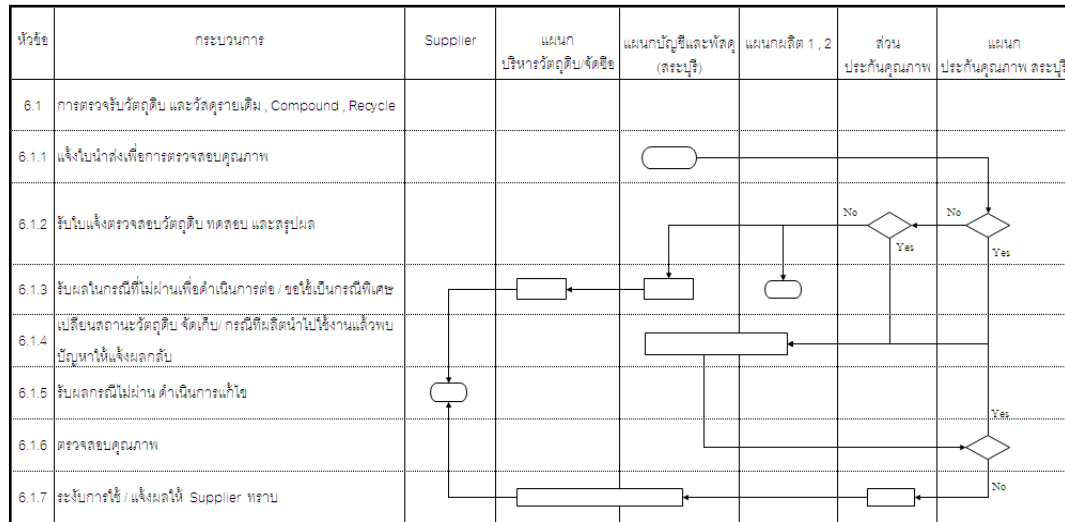 หัวข้อ
กระบวนการ
Supplier
แผนก
บริหารวัตถุดิบ/จัดซื้อ
แผนกบัญชีและพัสดุ
(สระบุรี)
แผนกผลิต 1 , 2
ส่วน
ประกันคุณภาพ
แผนก
ประกันคุณภาพ สระบุรี
6.1 การตรวจรับวัตถุดิบ และวัสดุรายเดิม , Compound , Recycle
6.1.1 แจ้งใบนำส่งเพื่อการตรวจสอบคุณภาพ
6.1.2 รับใบแจ้งตรวจสอบวัตถุดิบ ทดสอบ และสรุปผล
No
No
Yes
Yes
6.1.3 รับผลในกรณีที่ไม่ผ่านเพื่อดำเนินการต่อ / ขอใช้เป็นกรณีพิเศษ
6.1.4 เปลี่ยนสถานะวัตถุดิบ จัดเก็บ/ กรณีที่ผลิตนำไปใช้งานแล้วพบ
ปัญหาให้แจ้งผลกลับ
6.1.5 รับผลกรณีไม่ผ่าน ดำเนินการแก้ไข
Yes
6.1.6 ตรวจสอบคุณภาพ
6.1.7 ระงับการใช้ / แจ้งผลให้ Supplier ทราบ
No